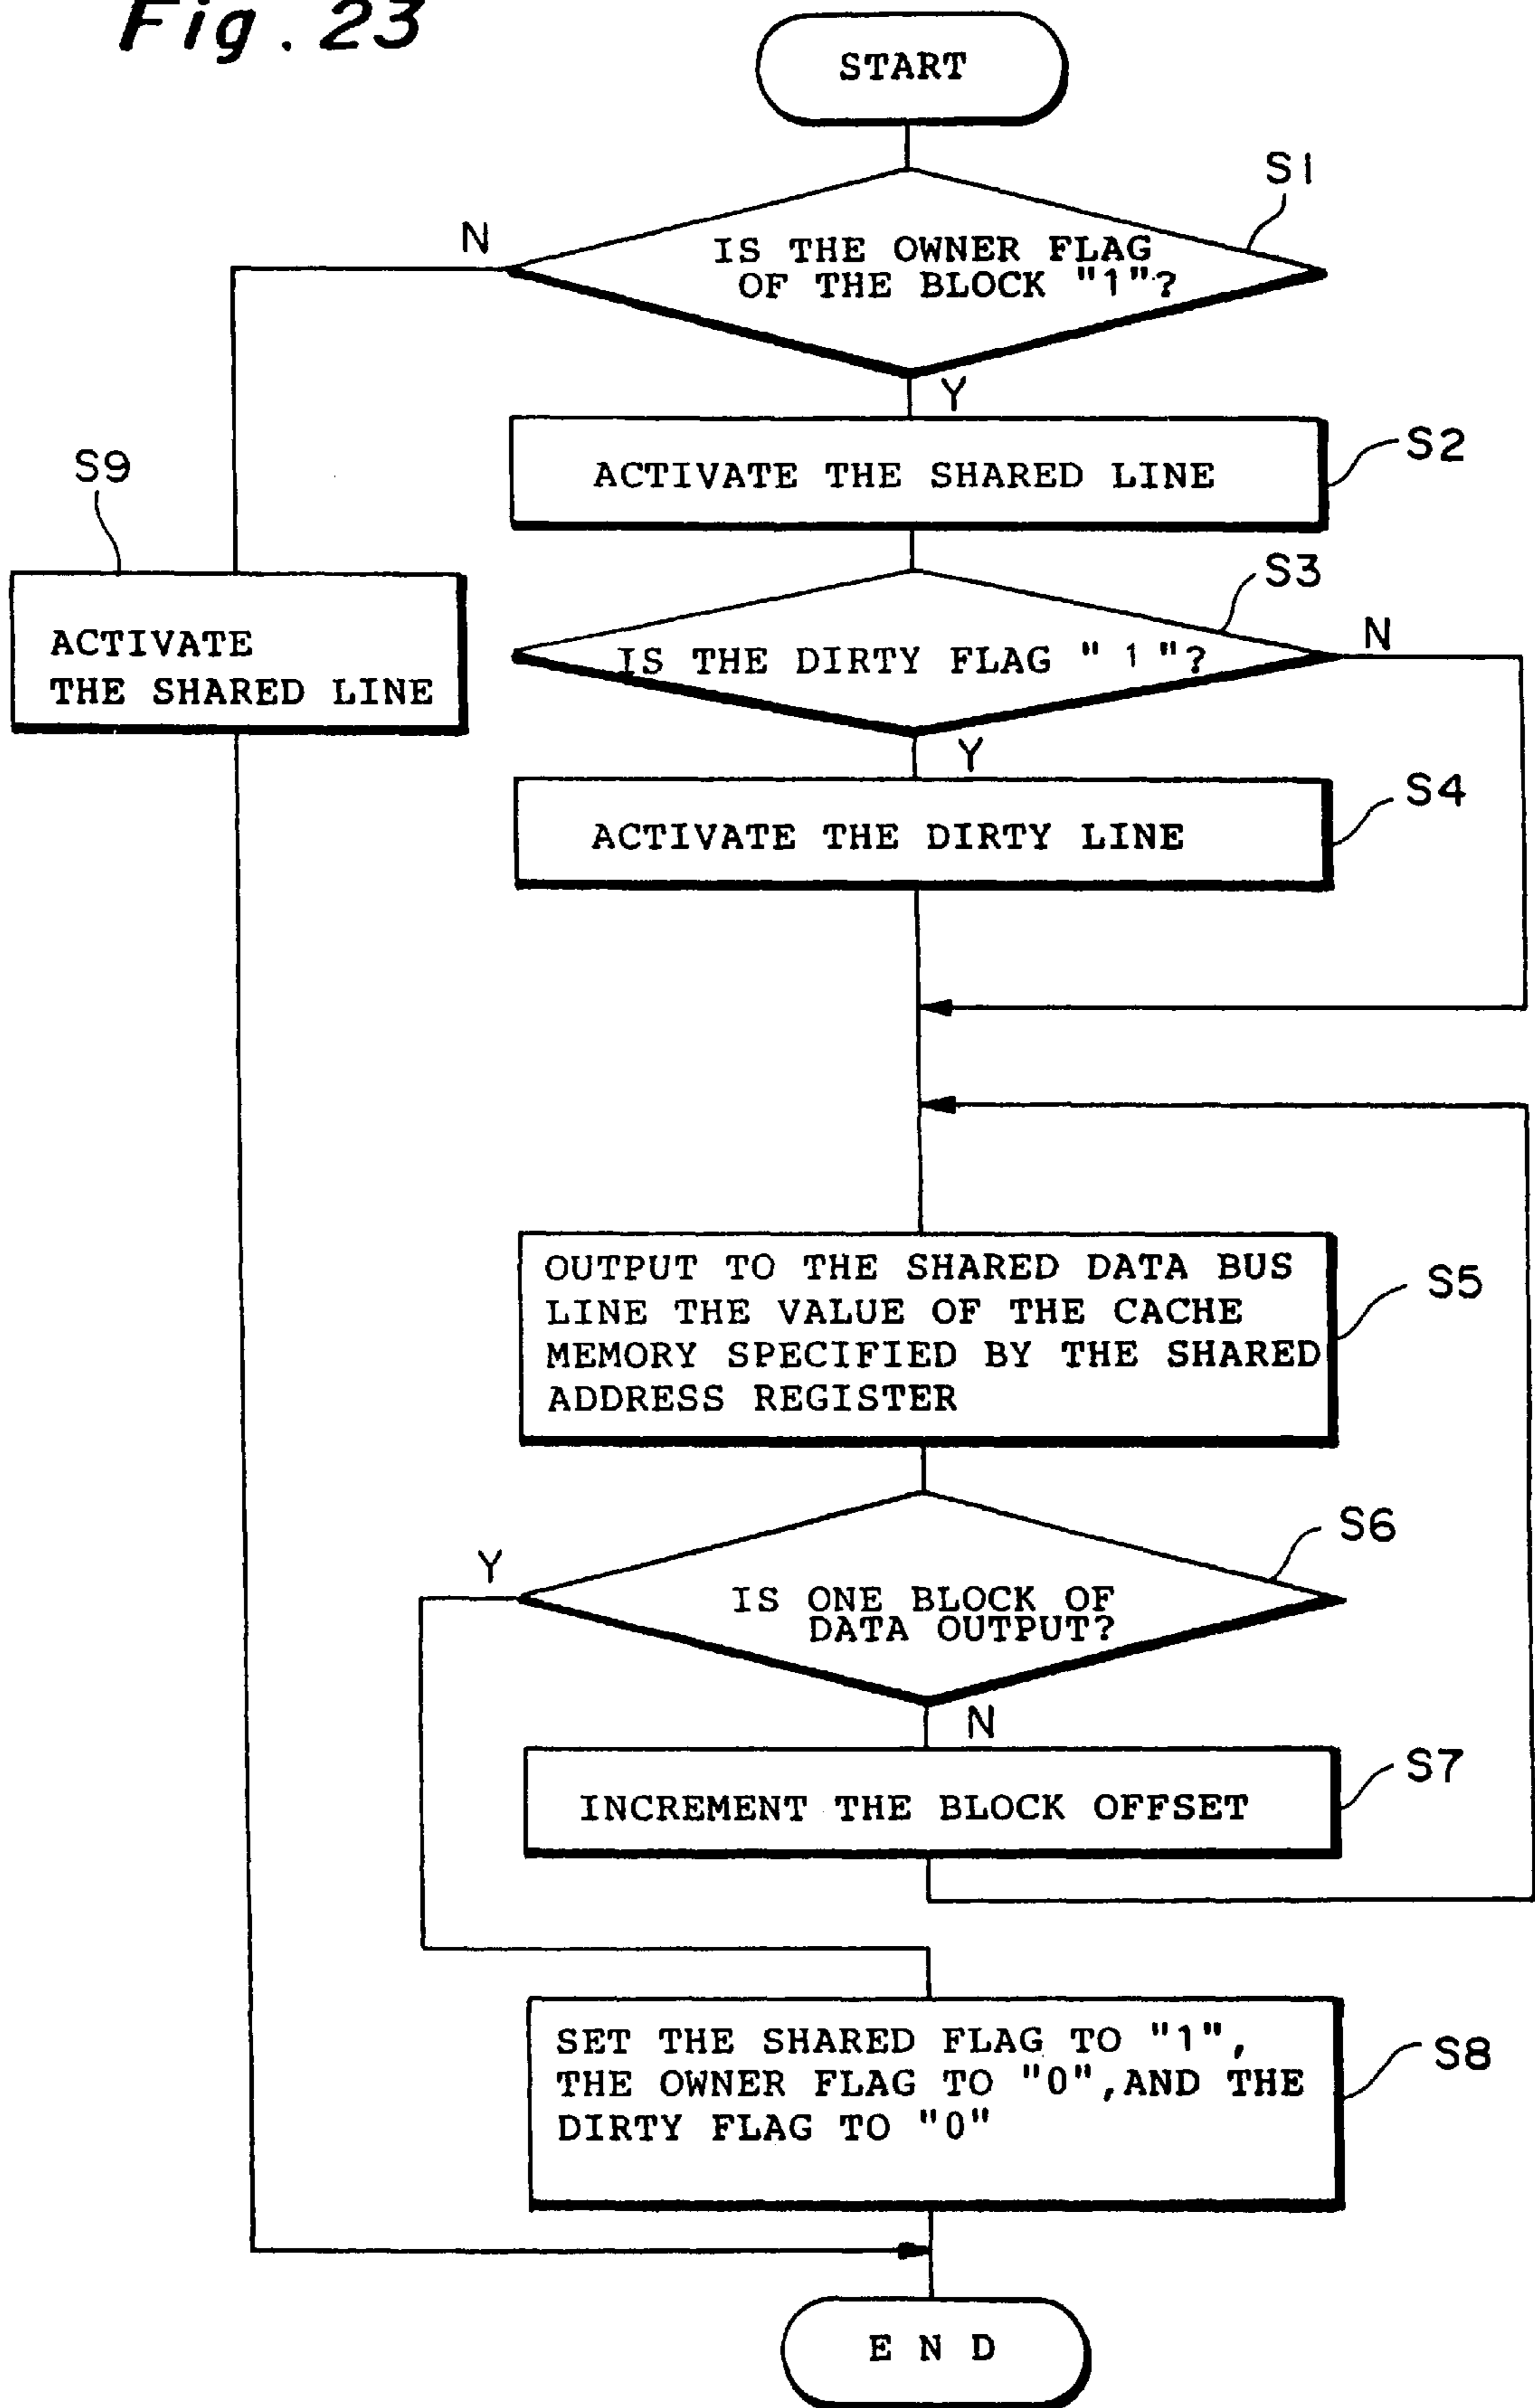 Fig. 23
START
S1
N
IS THE OWNER FLAG
OF THE BLOCK "1"?
Y
S2
ACTIVATE THE SHARED LINE
S9
ACTIVATE
THE SHARED LINE
S3
IS THE DIRTY FLAG "1"?
N
Y
S4
ACTIVATE THE DIRTY LINE
OUTPUT TO THE SHARED DATA BUS
LINE THE VALUE OF THE CACHE
MEMORY SPECIFIED BY THE SHARED
ADDRESS REGISTER
S5
S6
Y
IS ONE BLOCK OF
DATA OUTPUT?
N
S7
INCREMENT THE BLOCK OFFSET
SET THE SHARED FLAG TO "1",
THE OWNER FLAG TO "0", AND THE
DIRTY FLAG TO "0"
S8
END